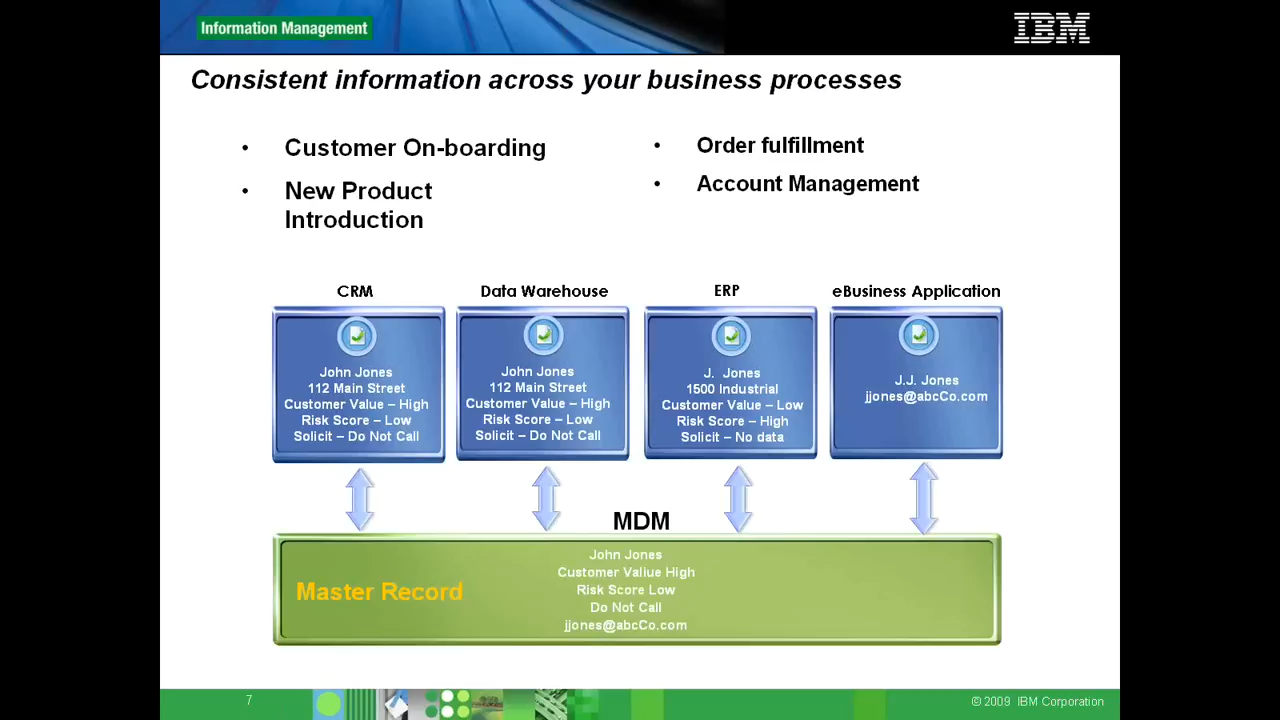 Information Management
IBM
Consistent information across your business processes
• Customer On-boarding
• New Product
Introduction
• Order fulfillment
• Account Management
CRM
John Jones
112 Main Street
Customer Value – High
Risk Score – Low
Solicit – Do Not Call
Data Warehouse
John Jones
112 Main Street
Customer Value – High
Risk Score – Low
Solicit – Do Not Call
ERP
J. Jones
1500 Industrial
Customer Value – Low
Risk Score – High
Solicit – No data
eBusiness Application
J.J. Jones
jjones@abcCo.com
MDM
Master Record
John Jones
Customer Valiue High
Risk Score Low
Do Not Call
jjones@abcCo.com
7
© 2009 IBM Corporation